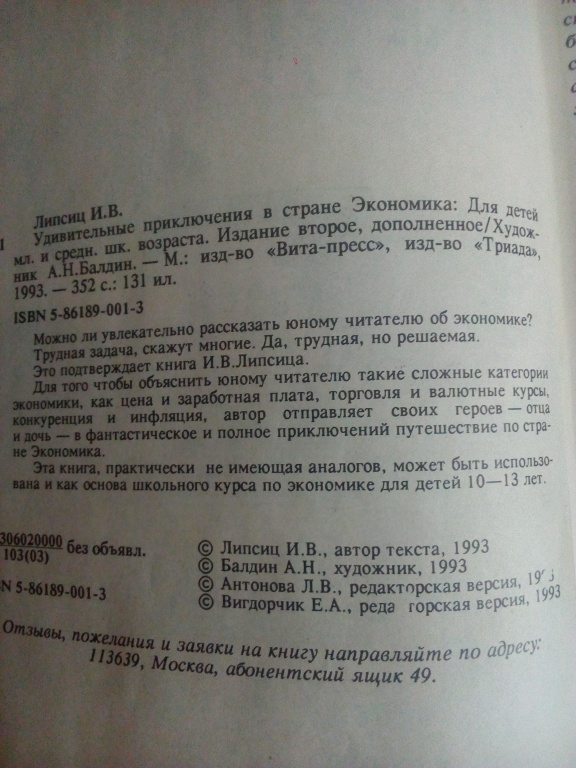 Липсиц И.В.
Удивительные приключения в стране Экономика: Для детей
мл. и средн. шк. возраста. Издание второе, дополненное/Худож-
ник А.Н.Балдин. — М.: изд-во «Вита-пресс», изд-во «Триада»,
1993. — 352 с.: 131 ил.
ISBN 5-86189-001-3
Можно ли увлекательно рассказать юному читателю об экономике?
Трудная задача, скажут многие. Да, трудная, но решаемая.
Это подтверждает книга И.В.Липсица.
Для того чтобы объяснить юному читателю такие сложные категории
экономики, как цена и заработная плата, торговля и валютные курсы,
конкуренция и инфляция, автор отправляет своих героев — отца
и дочь — в фантастическое и полное приключений путешествие по стра-
не Экономика.
Эта книга, практически не имеющая аналогов, может быть использо-
вана и как основа школьного курса по экономике для детей 10—13 лет.
306020000
103(03) без объявл.
N 5-86189-001-3
© Липсиц И.В., автор текста, 1993
© Балдин А.Н., художник, 1993
© Антонова Л.В., редакторская версия,
© Вигдорчик Е.А., реда торская версия, 1993
Отзывы, пожелания и заявки на книгу направляйте по адресу:
113639, Москва, абонентский ящик 49.